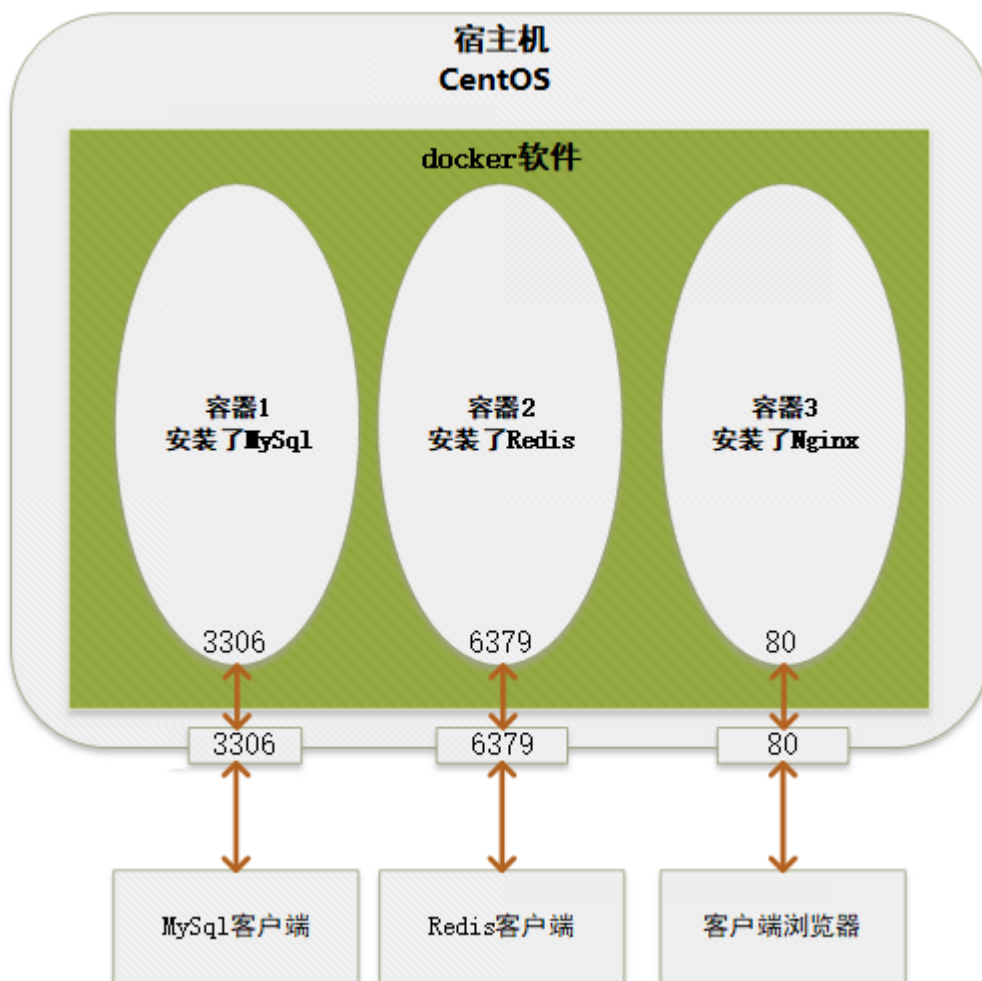 宿主机
CentOS
docker软件
容器1
安装了MySql
容器2
安装了Redis
容器3
安装了Nginx
3306
6379
80
3306
6379
80
MySql客户端
Redis客户端
客户端浏览器